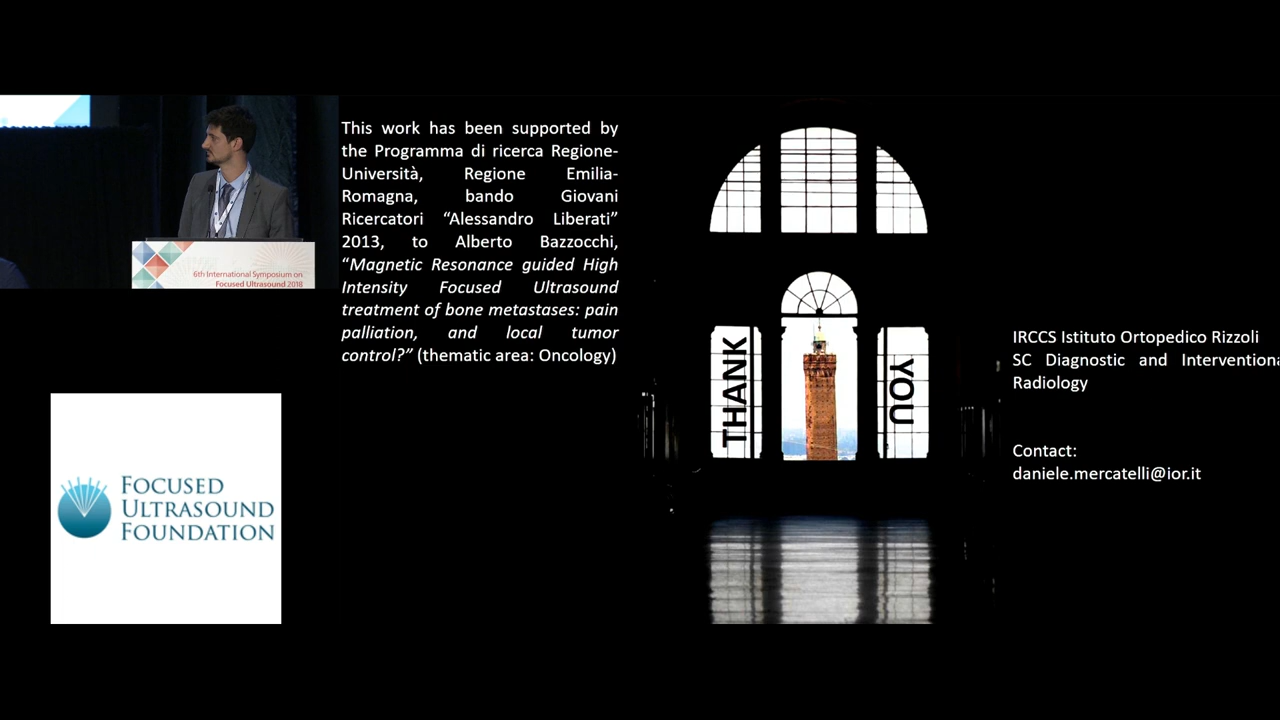 This work has been supported by
the Programma di ricerca Regione-
Università, Regione Emilia-
Romagna, bando Giovani
Ricercatori “Alessandro Liberati”
2013, to Alberto Bazzocchi,
“Magnetic Resonance guided High
Intensity Focused Ultrasound
treatment of bone metastases: pain
palliation, and local tumor
control?” (thematic area: Oncology)
6th International Symposium on
Focused Ultrasound 2018
FOCUSED
ULTRASOUND
FOUNDATION
THANK
YOU
IRCCS Istituto Ortopedico Rizzoli
SC Diagnostic and Interventiona
Radiology
Contact:
daniele.mercatelli@ior.it